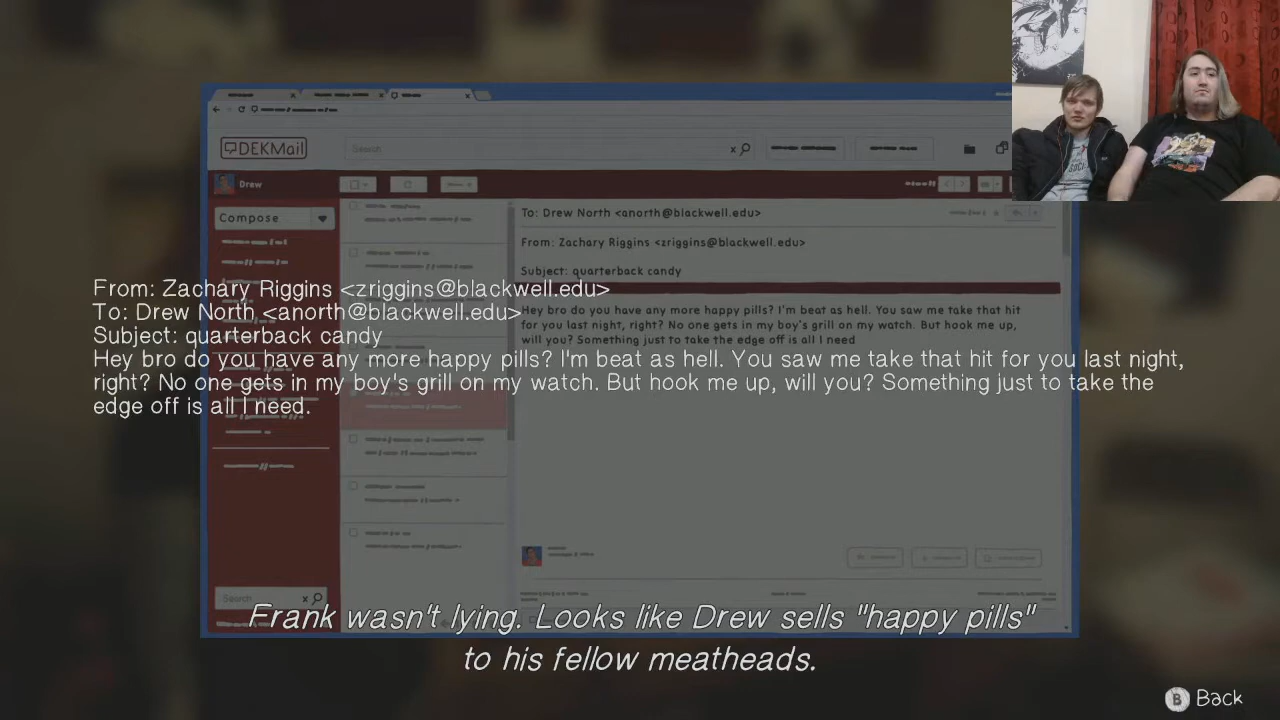 DEKMail
Search
x
Drew
Compose
To: Drew North <anorth@blackwell.edu>
From: Zachary Riggins <zriggins@blackwell.edu>
Subject: quarterback candy
Hey bro do you have any more happy pills? I'm beat as hell. You saw me take that hit
for you last night, right? No one gets in my boy's grill on my watch. But hook me up,
will you? Something just to take the edge off is all I need
From: Zachary Riggins <zriggins@blackwell.edu>
To: Drew North <anorth@blackwell.edu>
Subject: quarterback candy
Hey bro do you have any more happy pills? I'm beat as hell. You saw me take that hit for you last night,
right? No one gets in my boy's grill on my watch. But hook me up, will you? Something just to take the
edge off is all I need.
Search
x
Frank wasn't lying. Looks like Drew sells "happy pills"
to his fellow meatheads.
B Back